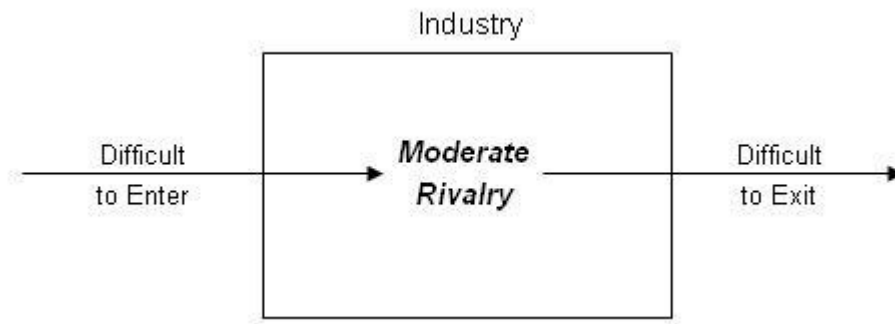 Industry
Difficult
to Enter
Moderate
Rivalry
Difficult
to Exit